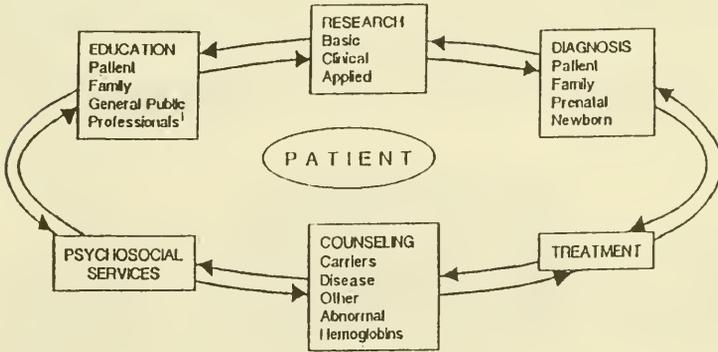 RESEARCH
Basic
Clinical
Applied
EDUCATION
Patient
Family
General Public
Professionals¹
DIAGNOSIS
Patient
Family
Prenatal
Newborn
PATIENT
PSYCHOSOCIAL
SERVICES
COUNSELING
Carriers
Disease
Other
Abnormal
Hemoglobins
TREATMENT